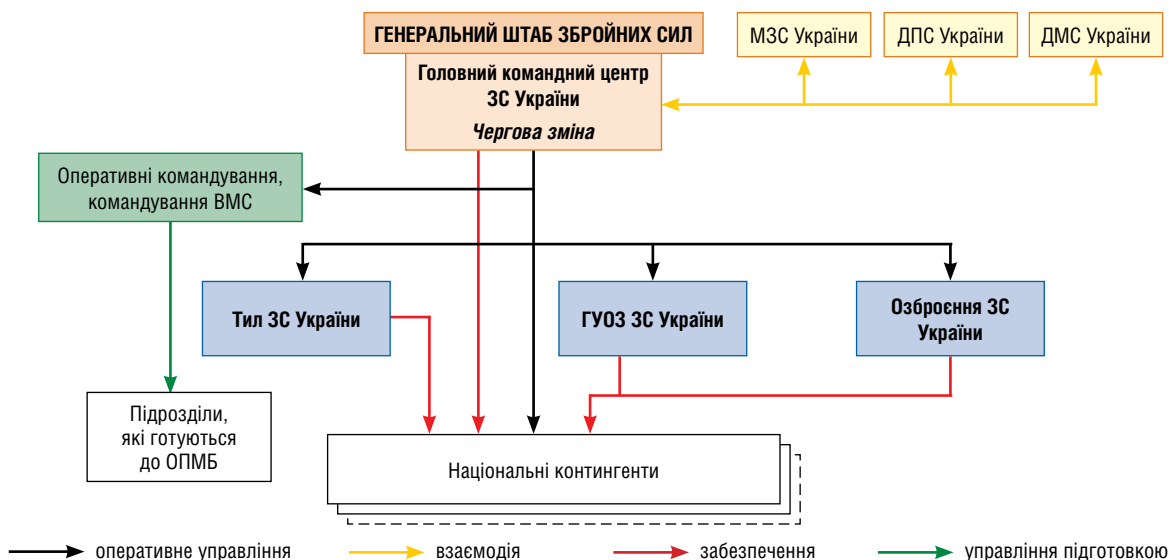 ГЕНЕРАЛЬНИЙ ШТАБ ЗБРОЙНИХ СИЛ
Головний командний центр
ЗС України
Чергова зміна
МЗС України
ДПС України
ДМС України
Оперативні командування,
командування ВМС
Тил ЗС України
ГУОЗ ЗС України
Озброєння ЗС
України
Підрозділи,
які готуються
до ОПМБ
Національні контингенти
оперативне управління
взаємодія
забезпечення
управління підготовкою